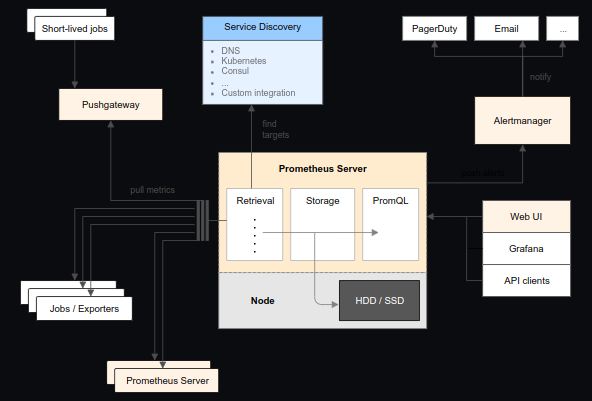 Short-lived jobs
Service Discovery
• DNS
• Kubernetes
• Consul
• ...
• Custom integration
PagerDuty
Email
...
Pushgateway
find
targets
notify
Alertmanager
pull metrics
Prometheus Server
push alerts
Retrieval
Storage
PromQL
Web UI
Grafana
API clients
Node
HDD / SSD
Jobs / Exporters
Prometheus Server